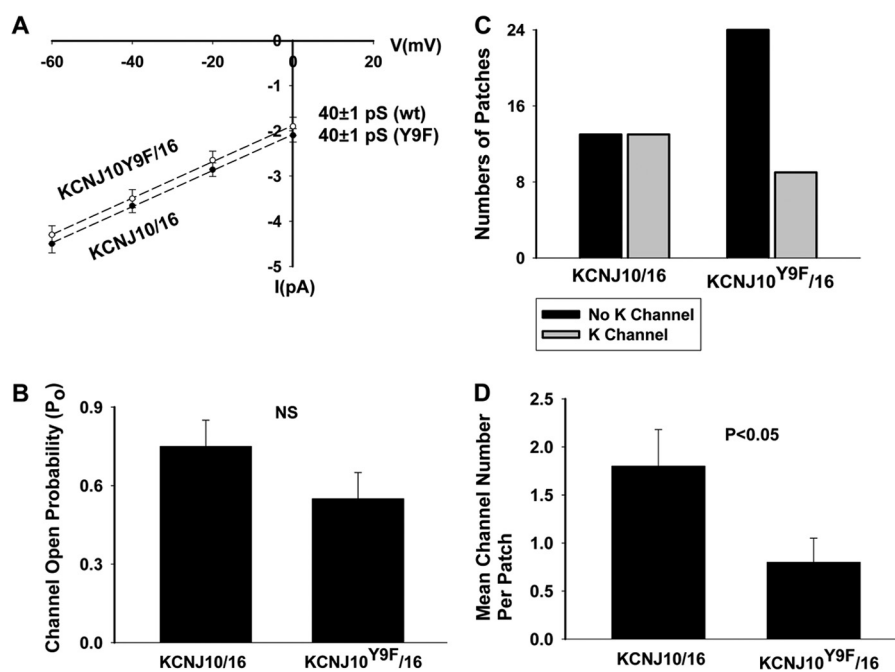 A
V(mV)
-60
-40
-20
0
20
0
-1
-2
-3
-4
-5
I(pA)
40±1 pS (wt)
40±1 pS (Y9F)
KCNJ10Y9F/16
KCNJ10/16
C
Numbers of Patches
24
16
12
8
0
KCNJ10/16
KCNJ10Y9F/16
No K Channel
K Channel
B
Channel Open Probability (PO)
0.9
0.6
0.3
0.0
NS
KCNJ10/16
KCNJ10Y9F/16
D
Mean Channel Number
Per Patch
2.5
2.0
1.5
1.0
0.5
0.0
P<0.05
KCNJ10/16
KCNJ10Y9F/16